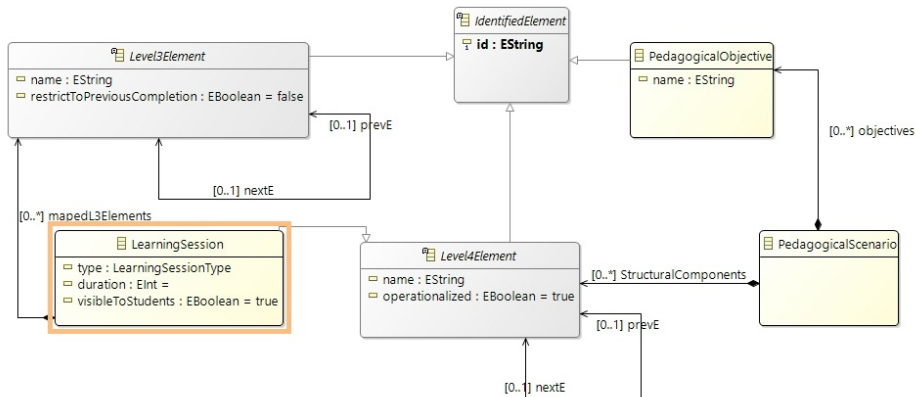 IdentifiedElement
id : EString
Level3Element
name : EString
restrictToPreviousCompletion : EBoolean = false
PedagogicalObjective
name : EString
[0..1] prevE
[0..*] objectives
[0..1] nextE
[0..*] mapedL3Elements
LearningSession
type : LearningSessionType
duration : EInt =
visibleToStudents : EBoolean = true
Level4Element
name : EString
operationalized : EBoolean = true
[0..*] StructuralComponents
PedagogicalScenario
[0..1] prevE
[0..1] nextE